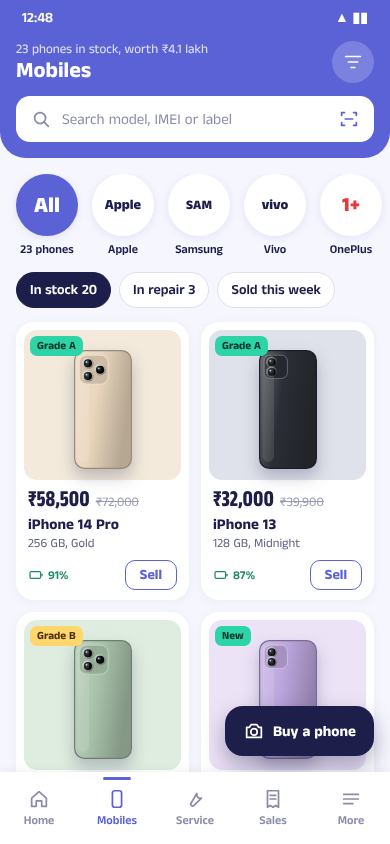 12:48
23 phones in stock, worth ₹4.1 lakh
Mobiles
Search model, IMEI or label
All
Apple
SAM
vivo
1+
23 phones
Apple
Samsung
Vivo
OnePlus
In stock 20
In repair 3
Sold this week
Grade A
Grade A
₹58,500 ₹72,000
iPhone 14 Pro
256 GB, Gold
91%
Sell
₹32,000 ₹39,900
iPhone 13
128 GB, Midnight
87%
Sell
Grade B
New
Buy a phone
Home
Mobiles
Service
Sales
More